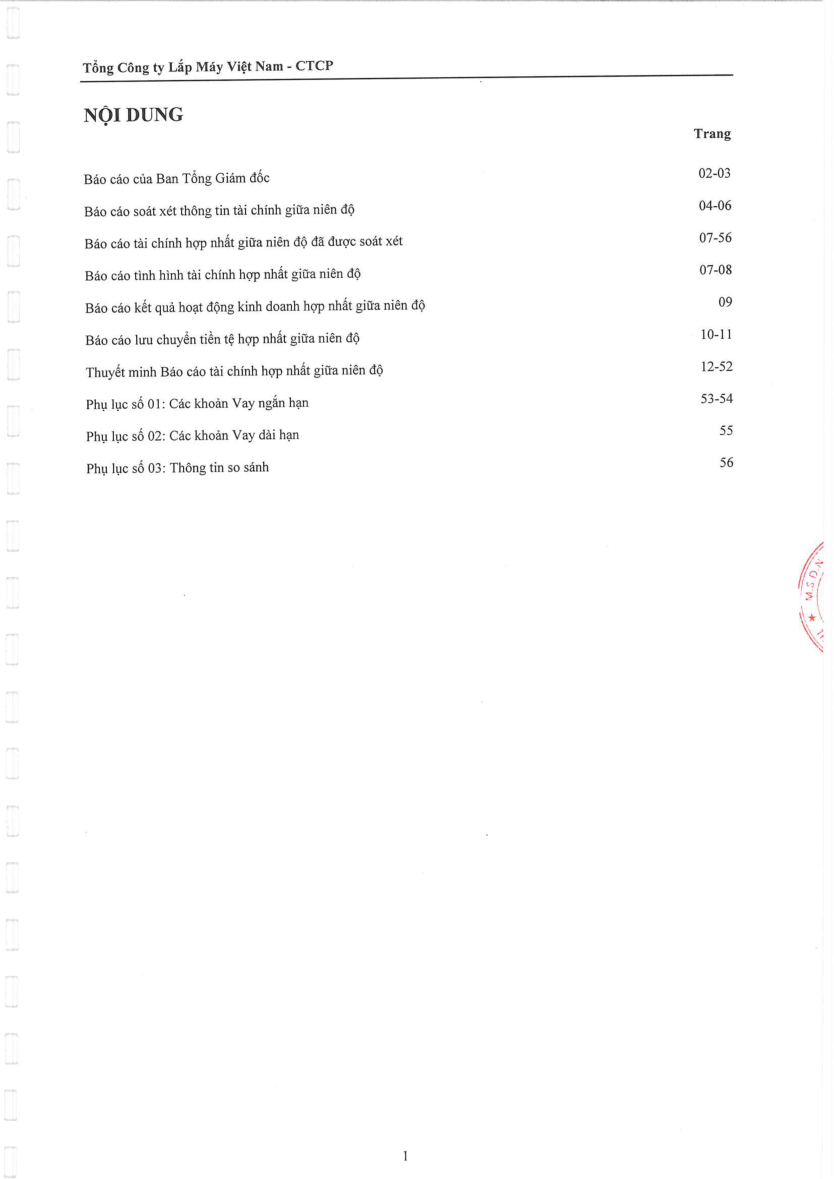 Tổng Công ty Lắp Máy Việt Nam - CTCP
NỘI DUNG
Trang
Báo cáo của Ban Tổng Giám đốc 02-03
Báo cáo soát xét thông tin tài chính giữa niên độ 04-06
Báo cáo tài chính hợp nhất giữa niên độ đã được soát xét 07-56
Báo cáo tình hình tài chính hợp nhất giữa niên độ 07-08
Báo cáo kết quả hoạt động kinh doanh hợp nhất giữa niên độ 09
Báo cáo lưu chuyển tiền tệ hợp nhất giữa niên độ 10-11
Thuyết minh Báo cáo tài chính hợp nhất giữa niên độ 12-52
Phụ lục số 01: Các khoản Vay ngắn hạn 53-54
Phụ lục số 02: Các khoản Vay dài hạn 55
Phụ lục số 03: Thông tin so sánh 56
M.S.D.N
1